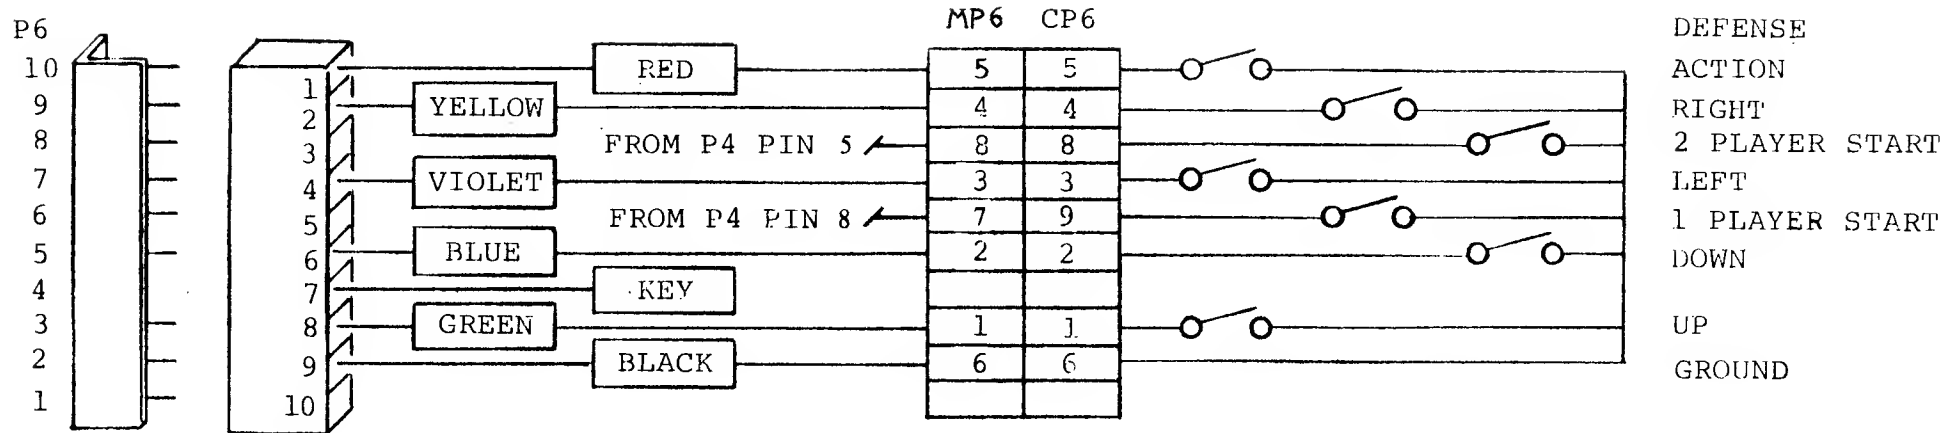 MP6 CP6
P6 DEFENSE
10 RED 5 5 ACTION
1
9 YELLOW 4 4 RIGHT
2
8 FROM P4 PIN 5 8 8 2 PLAYER START
3
7 4 VIOLET 3 3 LEFT
6 5 FROM P4 PIN 8 7 9 1 PLAYER START
5 6 BLUE 2 2 DOWN
4 7 KEY
3 8 GREEN 1 1 UP
2 9 BLACK 6 6 GROUND
1 10